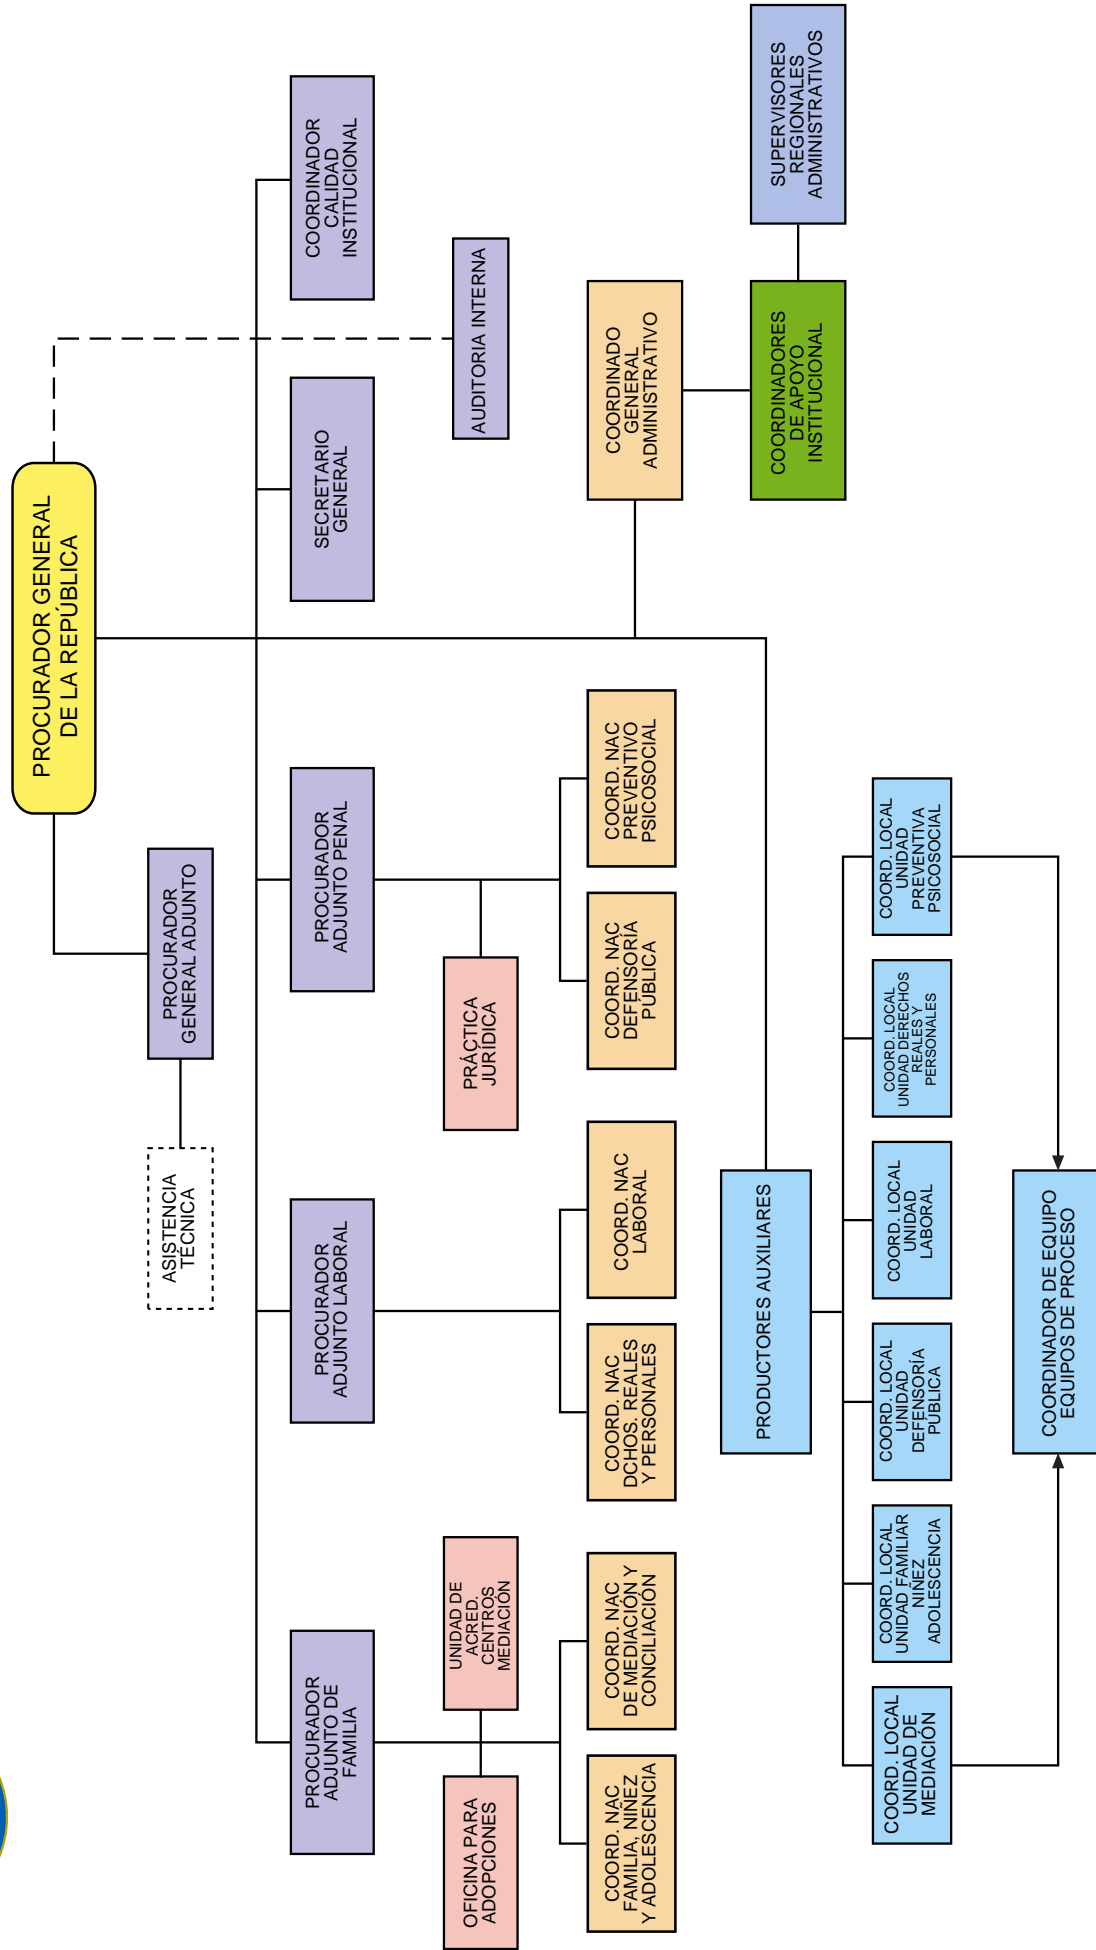 PROCURADOR GENERAL
DE LA REPÚBLICA
PROCURADOR
GENERAL ADJUNTO
ASISTENCIA
TÉCNICA
PROCURADOR
ADJUNTO DE
FAMILIA
PROCURADOR
ADJUNTO LABORAL
PROCURADOR
ADJUNTO PENAL
SECRETARIO
GENERAL
COORDINADOR
CALIDAD
INSTITUCIONAL
AUDITORIA INTERNA
OFICINA PARA
ADOPCIONES
UNIDAD DE
ACRED.
CENTROS
MEDIACIÓN
PRÁCTICA
JURÍDICA
COORD. NAC
FAMILIA, NIÑEZ
Y ADOLESCENCIA
COORD. NAC
DE MEDIACIÓN Y
CONCILIACIÓN
COORD. NAC
DCHOS. REALES
Y PERSONALES
COORD. NAC
LABORAL
COORD. NAC
DEFENSORÍA
PÚBLICA
COORD. NAC
PREVENTIVO
PSICOSOCIAL
COORDINADO
GENERAL
ADMINISTRATIVO
COORDINADORES
DE APOYO
INSTITUCIONAL
SUPERVISORES
REGIONALES
ADMINISTRATIVOS
PRODUCTORES AUXILIARES
COORD. LOCAL
UNIDAD DE
MEDIACIÓN
COORD. LOCAL
UNIDAD FAMILIAR
NIÑEZ
ADOLESCENCIA
COORD. LOCAL
UNIDAD
DEFENSORÍA
PÚBLICA
COORD. LOCAL
UNIDAD
LABORAL
COORD. LOCAL
UNIDAD DERECHOS
REALES Y
PERSONALES
COORD. LOCAL
UNIDAD
PREVENTIVA
PSICOSOCIAL
COORDINADOR DE EQUIPO
EQUIPOS DE PROCESO